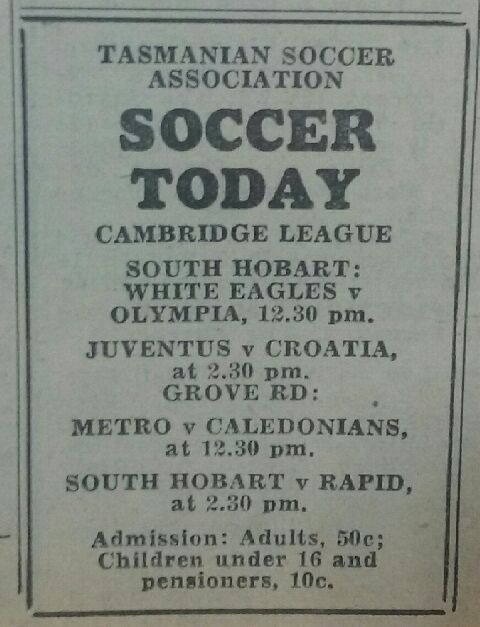 TASMANIAN SOCCER
ASSOCIATION
SOCCER
TODAY
CAMBRIDGE LEAGUE
SOUTH HOBART:
WHITE EAGLES v
OLYMPIA, 12.30 pm.
JUVENTUS v CROATIA,
at 2.30 pm.
GROVE RD:
METRO v CALEDONIANS,
at 12.30 pm.
SOUTH HOBART v RAPID,
at 2.30 pm.
Admission: Adults, 50c;
Children under 16 and
pensioners, 10c.